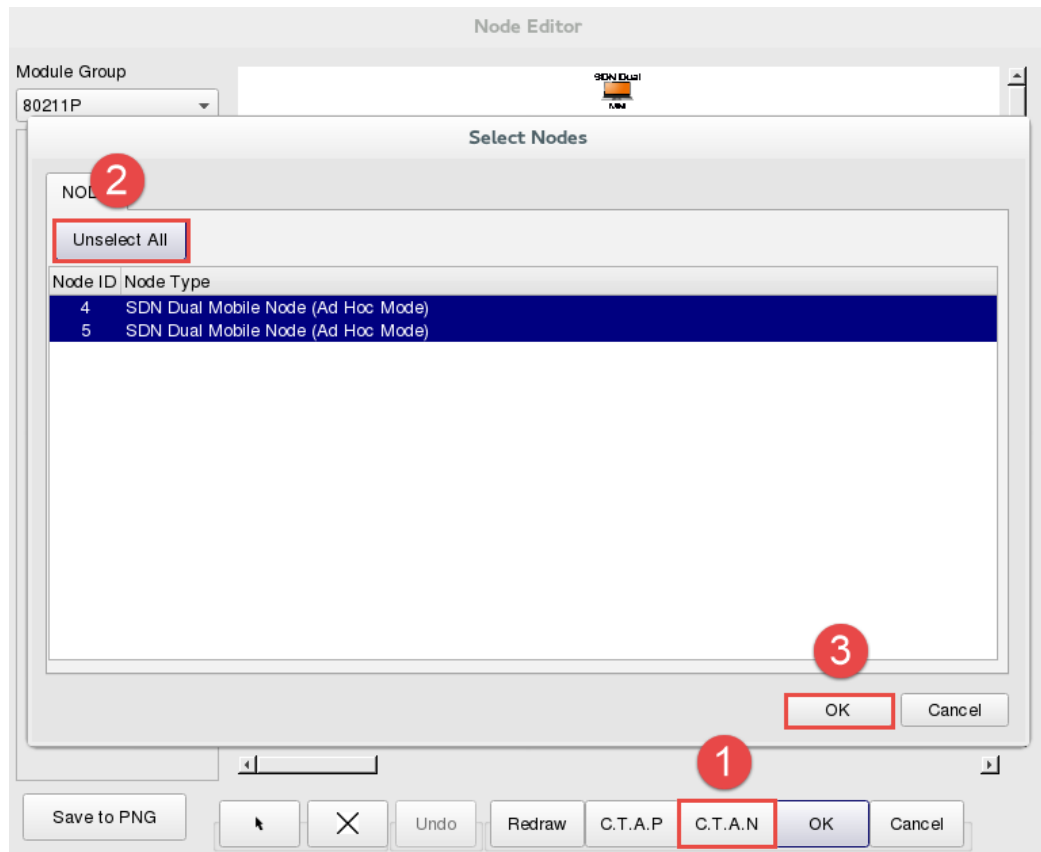 Node Editor
Module Group
80211P
SDN Dual
MN
Select Nodes
2
Unselect All
Node ID Node Type
4 SDN Dual Mobile Node (Ad Hoc Mode)
5 SDN Dual Mobile Node (Ad Hoc Mode)
3
OK Cancel
1
Save to PNG Undo Redraw C.T.A.P C.T.A.N OK Cancel